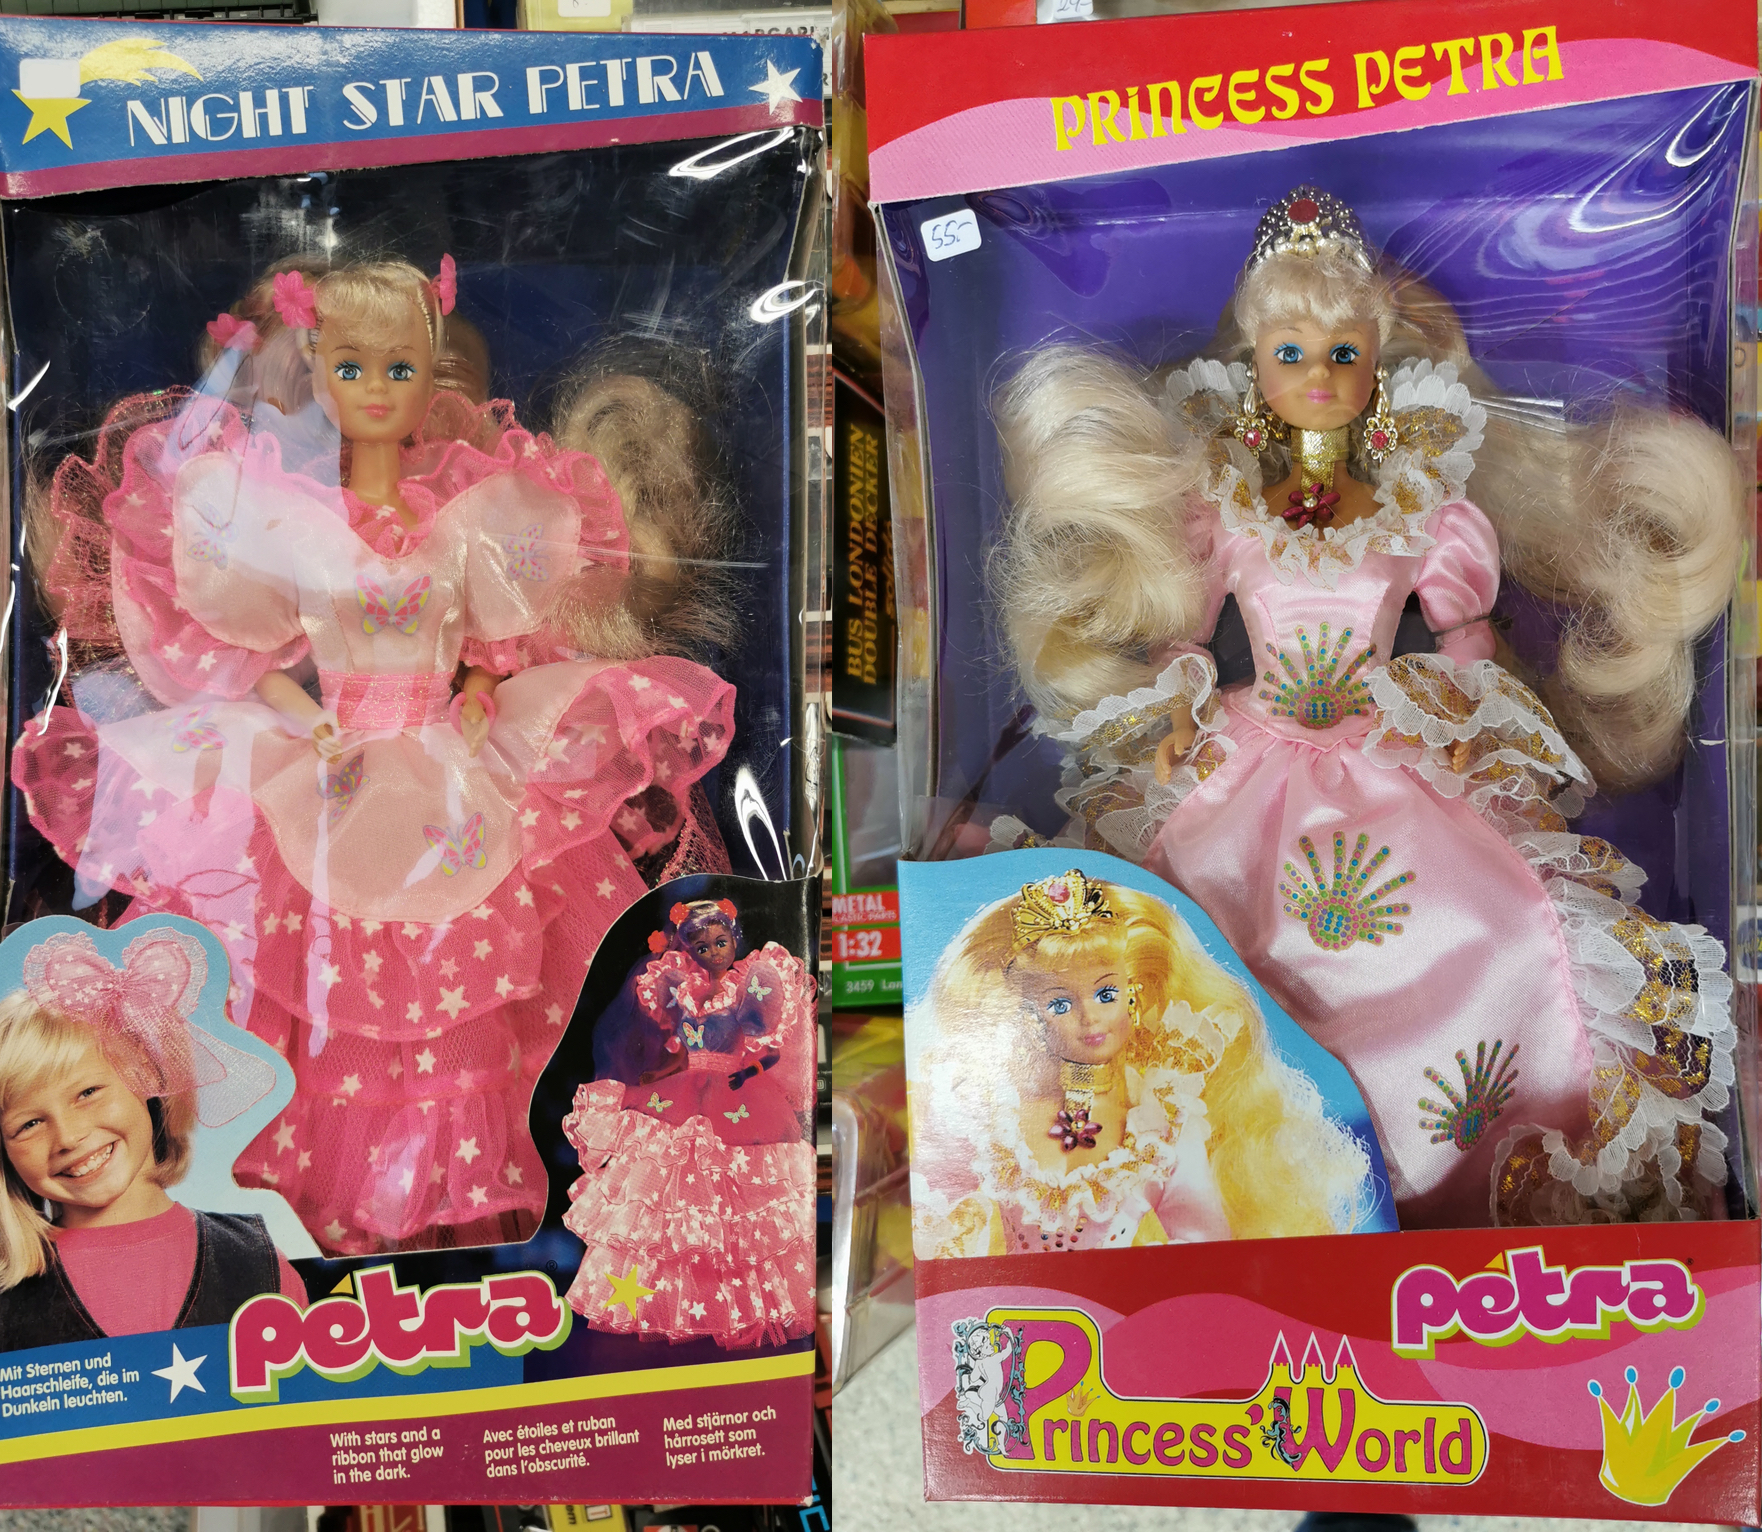 NIGHT STAR PETRA
petra
Mit Sternen und
Haarschleife, die im
Dunkeln leuchten.
With stars and a
ribbon that glow
in the dark.
Avec étoiles et ruban
pour les cheveux brillant
dans l'obscurité.
Med stjärnor och
hårrosett som
lyser i mörkret.
PRINCESS PETRA
55:-
BUS LONDONIEN
DOUBLE DECKER
METAL
1:32
3459
petra
Princess' World